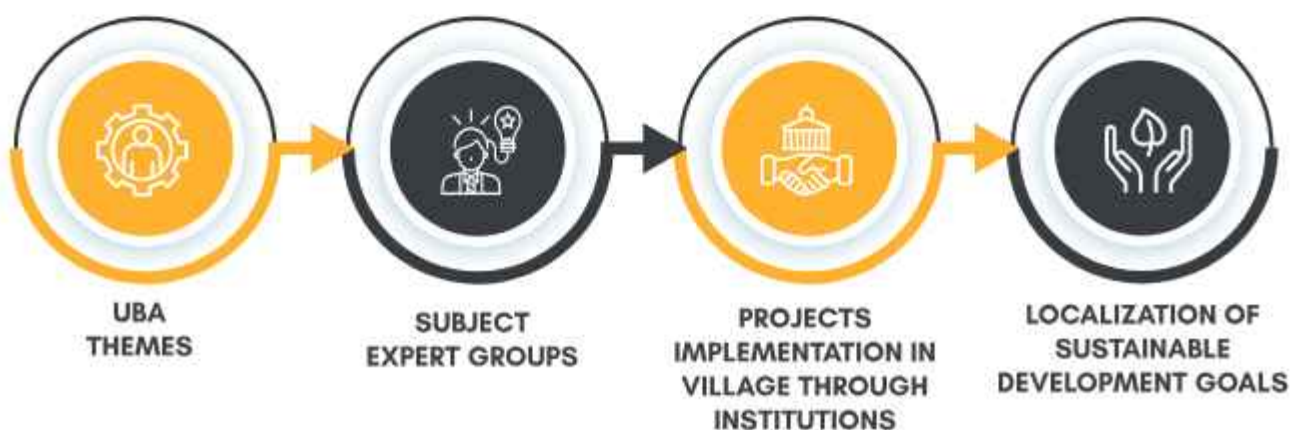 UBA
THEMES
SUBJECT
EXPERT GROUPS
PROJECTS
IMPLEMENTATION IN
VILLAGE THROUGH
INSTITUTIONS
LOCALIZATION OF
SUSTAINABLE
DEVELOPMENT GOALS